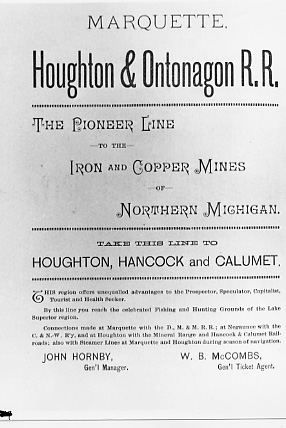 MARQUETTE,
Houghton & Ontonagon R. R.
THE PIONEER LINE
—TO THE—
IRON AND COPPER MINES
—OF—
NORTHERN MICHIGAN.
TAKE THIS LINE TO
HOUGHTON, HANCOCK and CALUMET.
THIS region offers unequalled advantages to the Prospector, Speculator, Capitalist,
Tourist and Health Seeker.
By this line you reach the celebrated Fishing and Hunting Grounds of the Lake
Superior region.
Connections made at Marquette with the D., M. & M. R. R.; at Negaunee with the
C. & N.-W. R'y, and at Houghton with the Mineral Range and Hancock & Calumet Rail-
roads; also with Steamer Lines at Marquette and Houghton during season of navigation.
JOHN HORNBY,
Gen'l Manager.
W. B. McCOMBS,
Gen'l Ticket Agent.